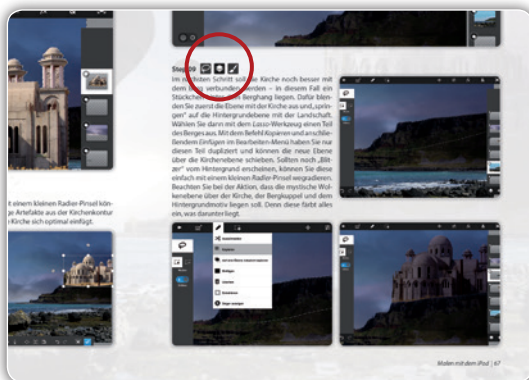 t einem kleinen Radier-Pinsel kön-
ge Artefakte aus der Kirchenkontur
Kirche sich optimal einfügt.
Step 09
Im nächsten Schritt soll die Kirche noch besser mit
dem Berg verbunden werden – in diesem Fall ein
Stückchen hinter den Berghang liegen. Dafür blen-
den Sie zuerst die Ebene mit der Kirche aus und „sprin-
gen“ auf die Hintergrundebene mit der Landschaft.
Wählen Sie dann mit dem Lasso-Werkzeug einen Teil
des Berges aus. Mit dem Befehl Kopieren und anschlie-
ßendem Einfügen im Bearbeiten-Menü haben Sie nur
diesen Teil dupliziert und können die neue Ebene
über die Kirchenebene schieben. Sollten noch „Blit-
zer“ vom Hintergrund erscheinen, können Sie diese
einfach mit einem kleinen Radier-Pinsel wegradieren.
Beachten Sie bei der Aktion, dass die mystische Wol-
kenebene über der Kirche, der Bergkuppel und dem
Hintergrundmotiv liegen soll. Denn diese färbt alles
ein, was darunter liegt.
Ausschneiden
Kopieren
Einfügen
Löschen
Malen mit dem iPad | 67